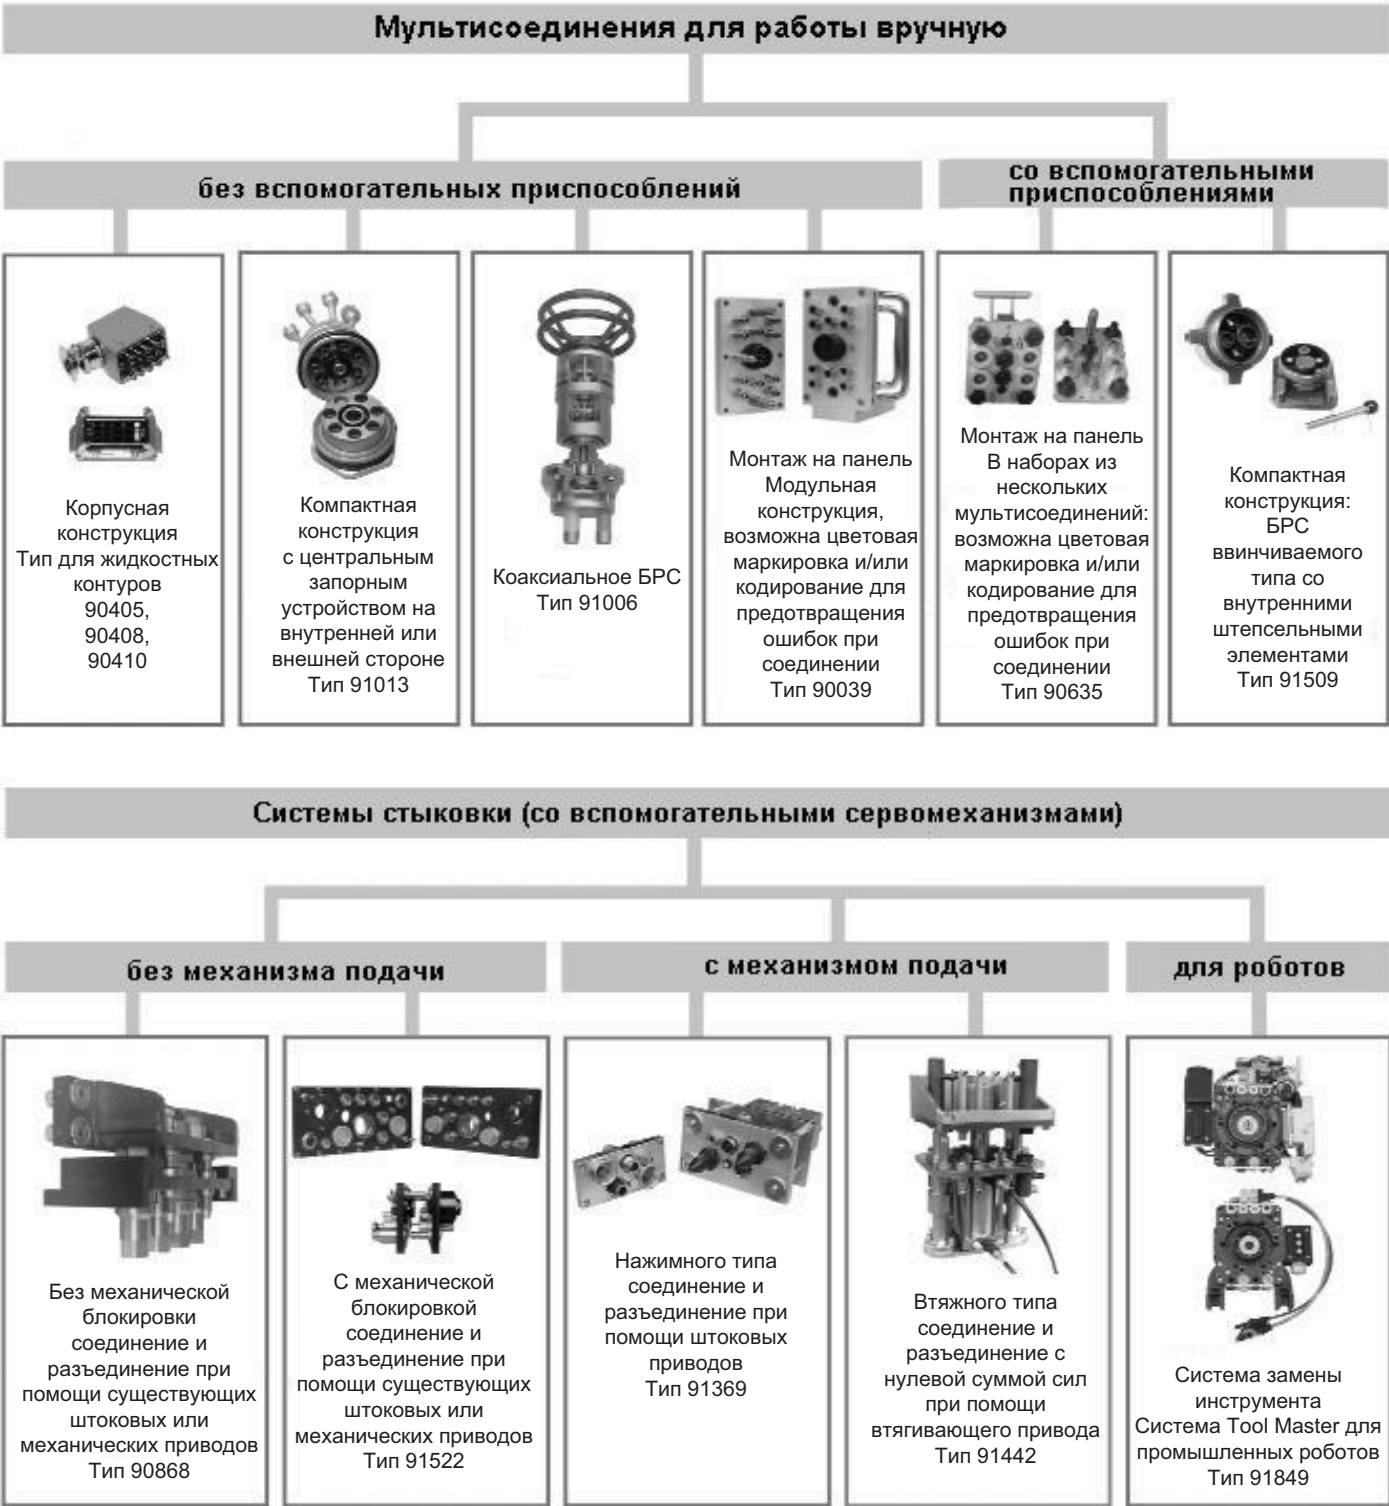 Мультисоединения для работы вручную
без вспомогательных приспособлений
со вспомогательными
приспособлениями
Корпусная
конструкция
Тип для жидкостных
контуров
90405,
90408,
90410
Компактная
конструкция
с центральным
запорным
устройством на
внутренней или
внешней стороне
Тип 91013
Коаксиальное БРС
Тип 91006
Монтаж на панель
Модульная
конструкция,
возможна цветовая
маркировка и/или
кодирование для
предотвращения
ошибок при
соединении
Тип 90039
Монтаж на панель
В наборах из
нескольких
мультисоединений:
возможна цветовая
маркировка и/или
кодирование для
предотвращения
ошибок при
соединении
Тип 90635
Компактная
конструкция:
БРС
ввинчиваемого
типа со
внутренними
штепсельными
элементами
Тип 91509
Системы стыковки (со вспомогательными сервомеханизмами)
без механизма подачи
с механизмом подачи
для роботов
Без механической
блокировки
соединение и
разъединение при
помощи существующих
штоковых или
механических приводов
Тип 90868
С механической
блокировкой
соединение и
разъединение при
помощи существующих
штоковых или
механических приводов
Тип 91522
Нажимного типа
соединение и
разъединение при
помощи штоковых
приводов
Тип 91369
Втяжного типа
соединение и
разъединение с
нулевой суммой сил
при помощи
втягивающего привода
Тип 91442
Система замены
инструмента
Система Tool Master для
промышленных роботов
Тип 91849